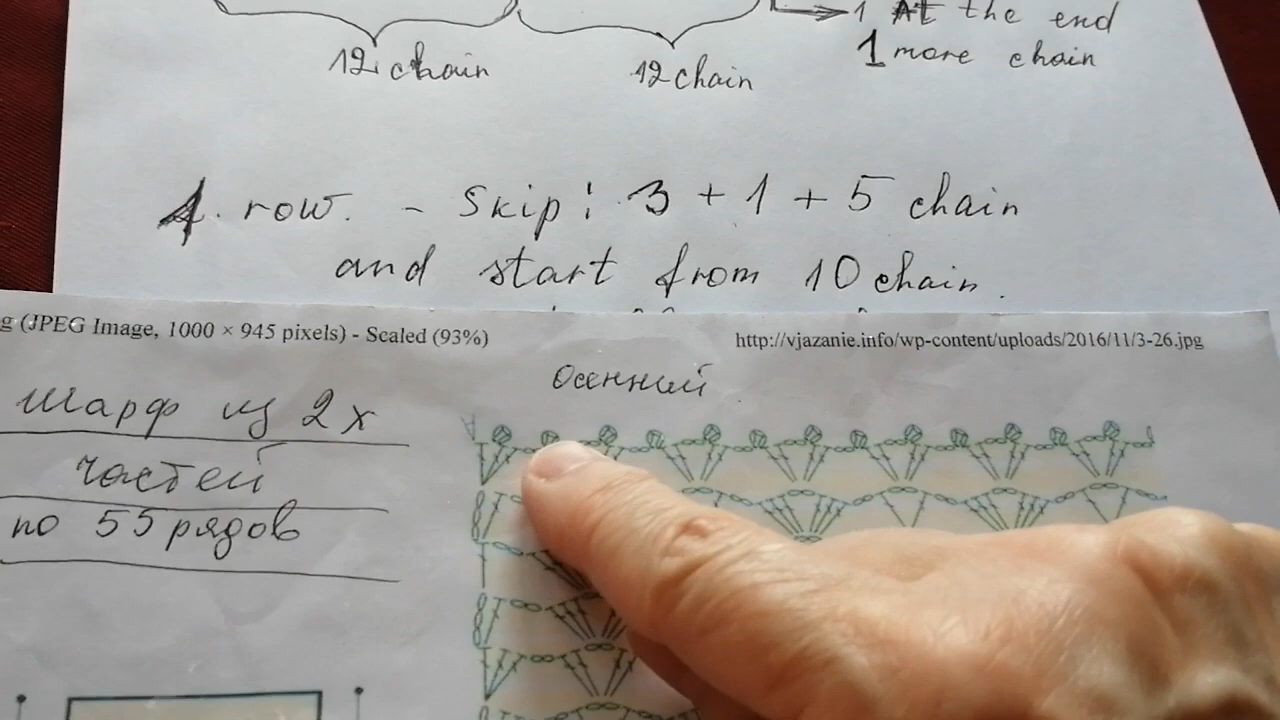 1 At the end
12 chain 12 chain 1 more chain
1. row. - Skip: 3 + 1 + 5 chain
and start from 10 chain.
g (JPEG Image, 1000 × 945 pixels) - Scaled (93%) http://vjazanie.info/wp-content/uploads/2016/11/3-26.jpg
Осенний
Шарф из 2х
частей
по 55 рядов